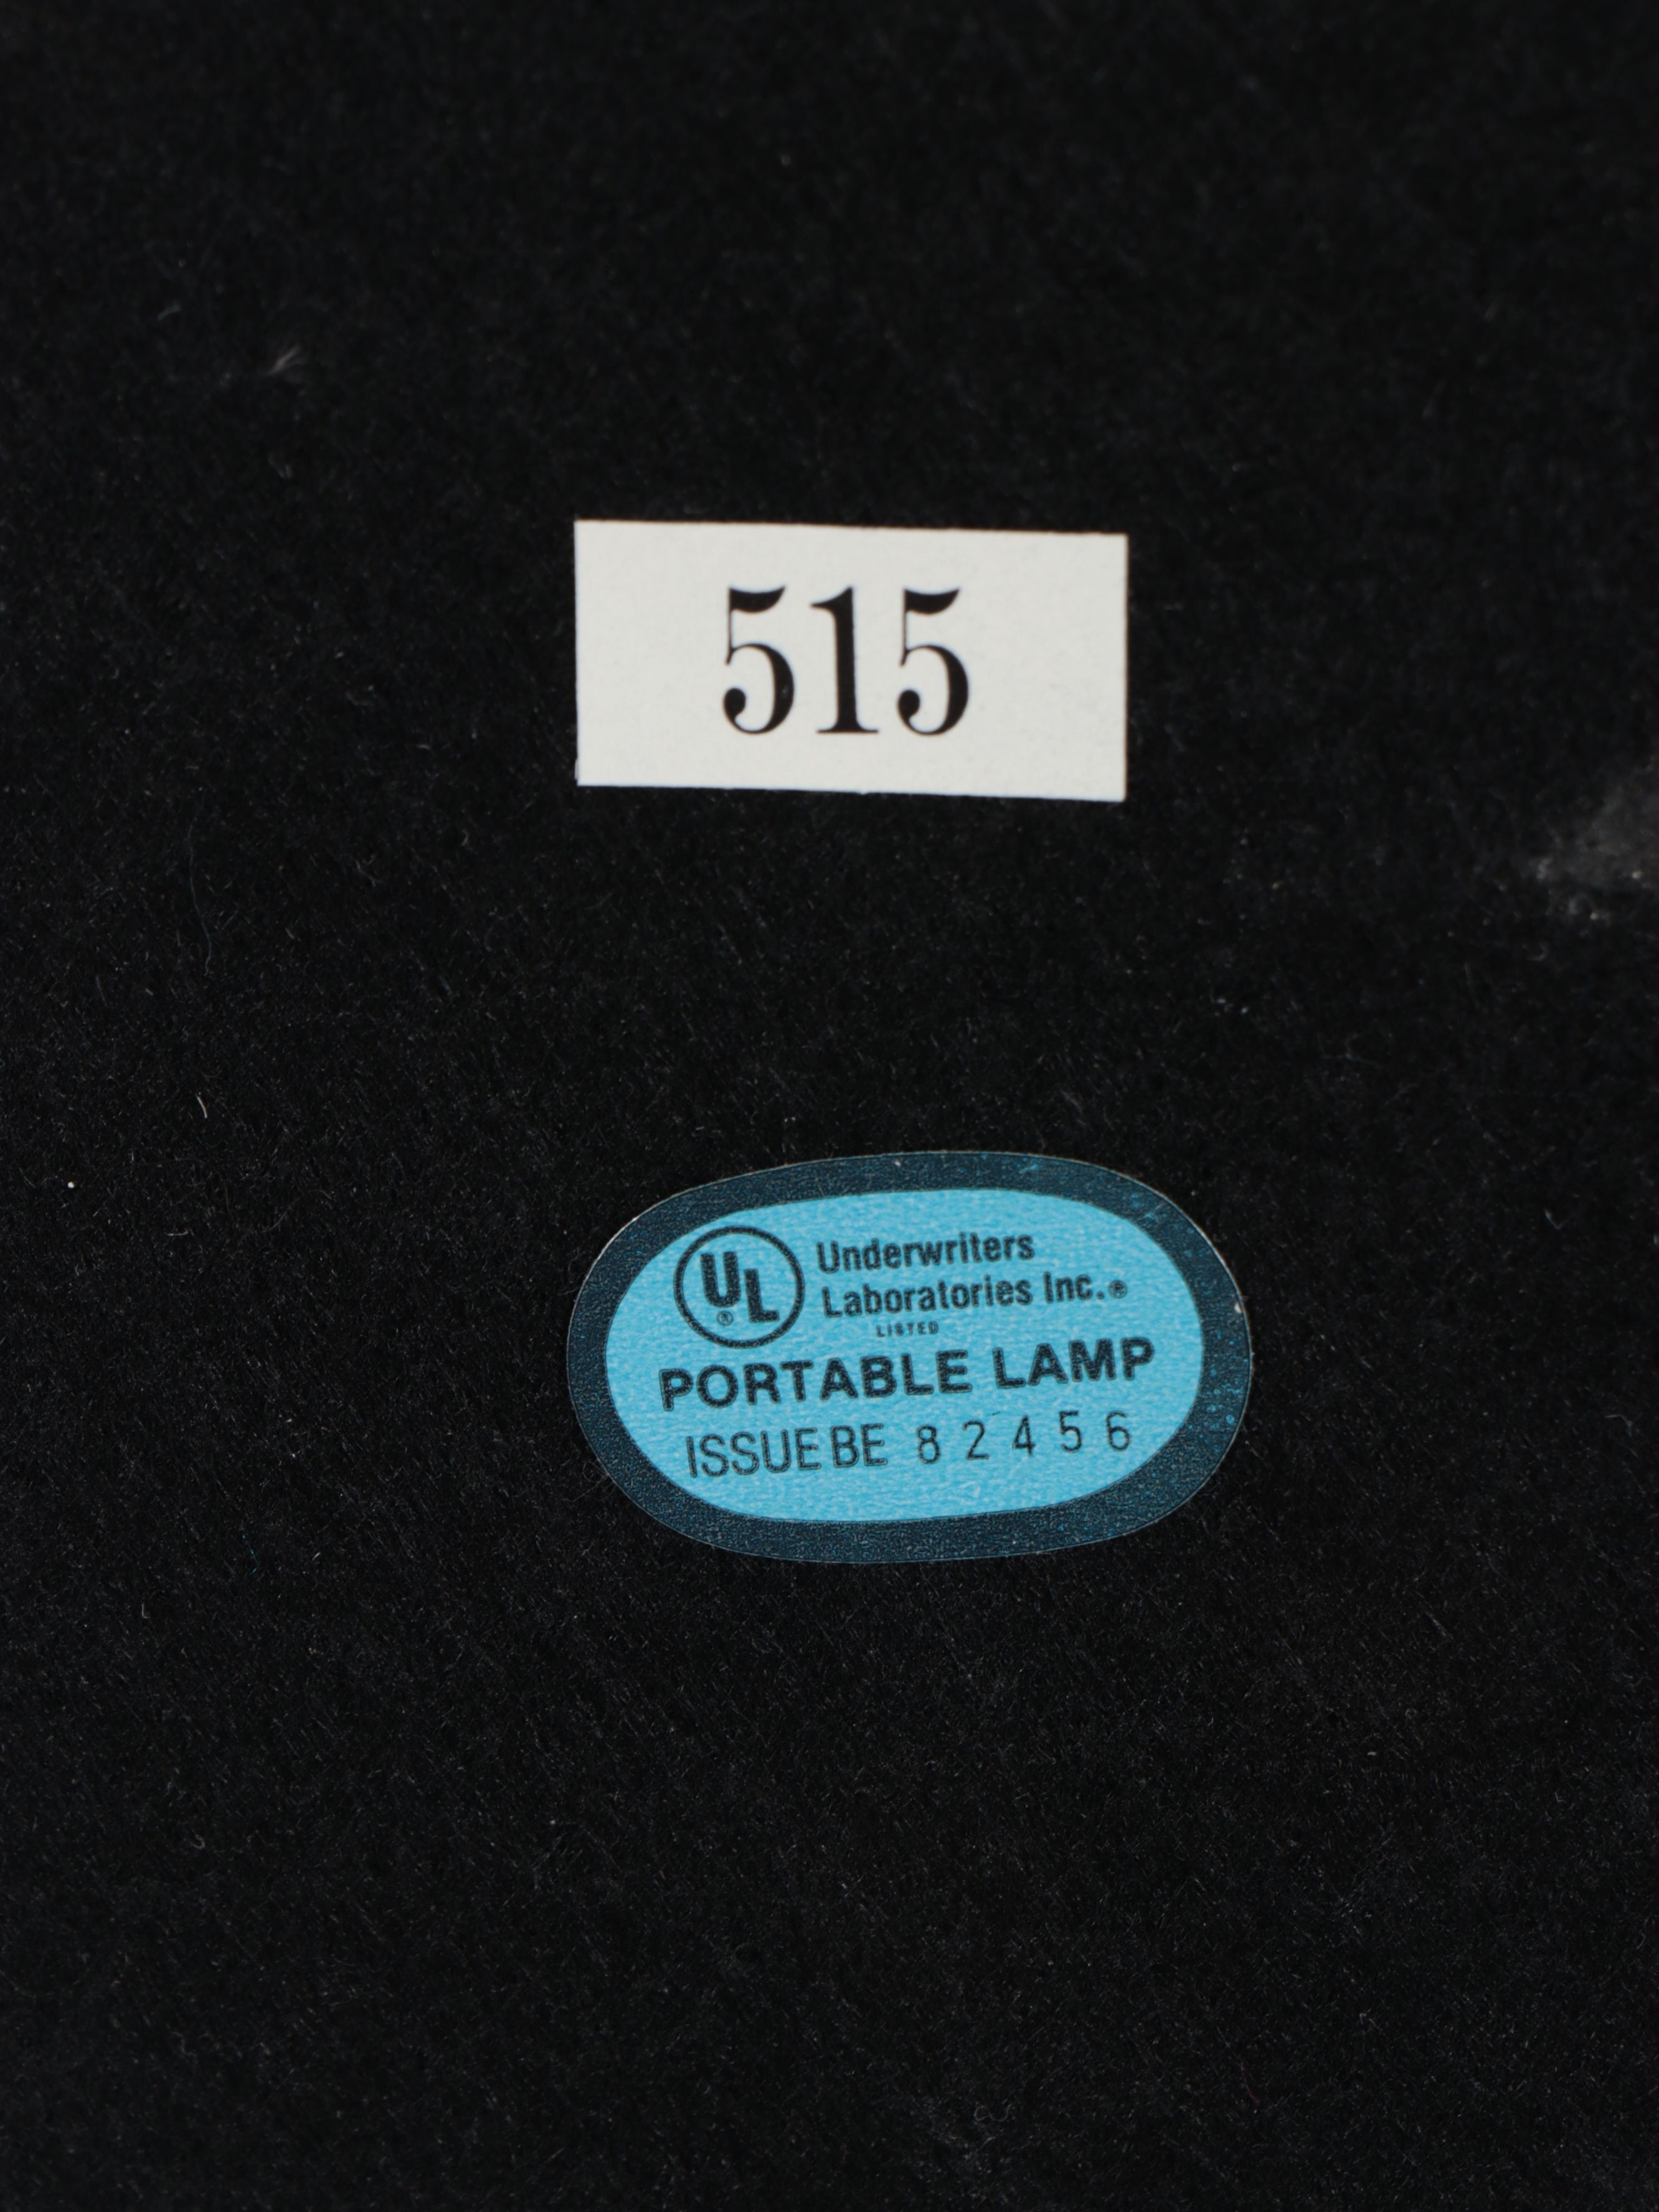 515
UL® Underwriters
Laboratories Inc.®
LISTED
PORTABLE LAMP
ISSUE BE 82456